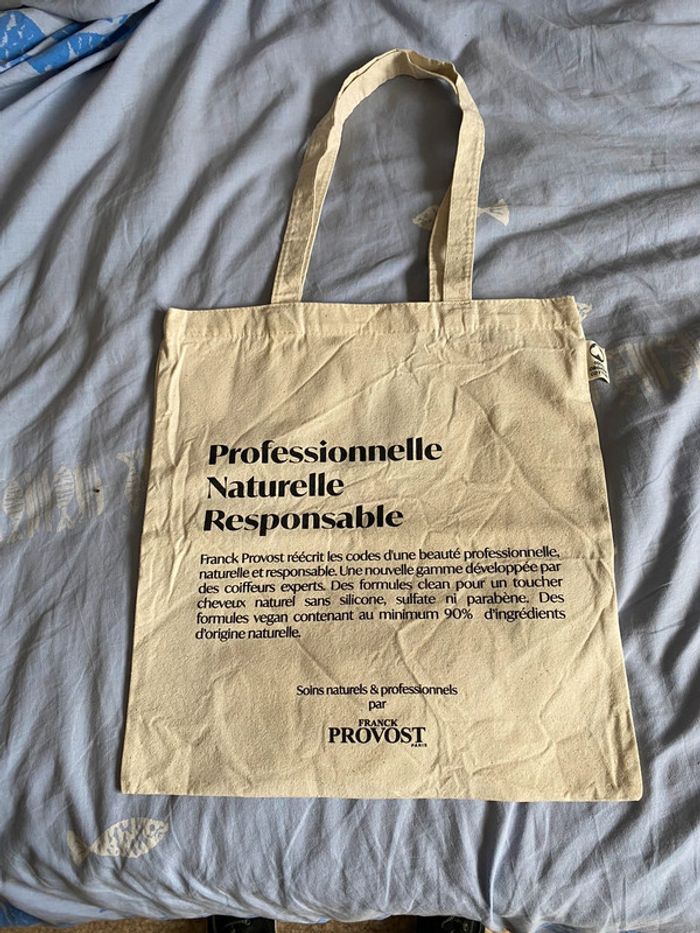 Professionnelle
Naturelle
Responsable
Franck Provost réécrit les codes d'une beauté professionnelle,
naturelle et responsable. Une nouvelle gamme développée par
des coiffeurs experts. Des formules clean pour un toucher
cheveux naturel sans silicone, sulfate ni parabène. Des
formules vegan contenant au minimum 90% d'ingrédients
d'origine naturelle.
Soins naturels & professionnels
par
FRANCK
PROVOST
PARIS